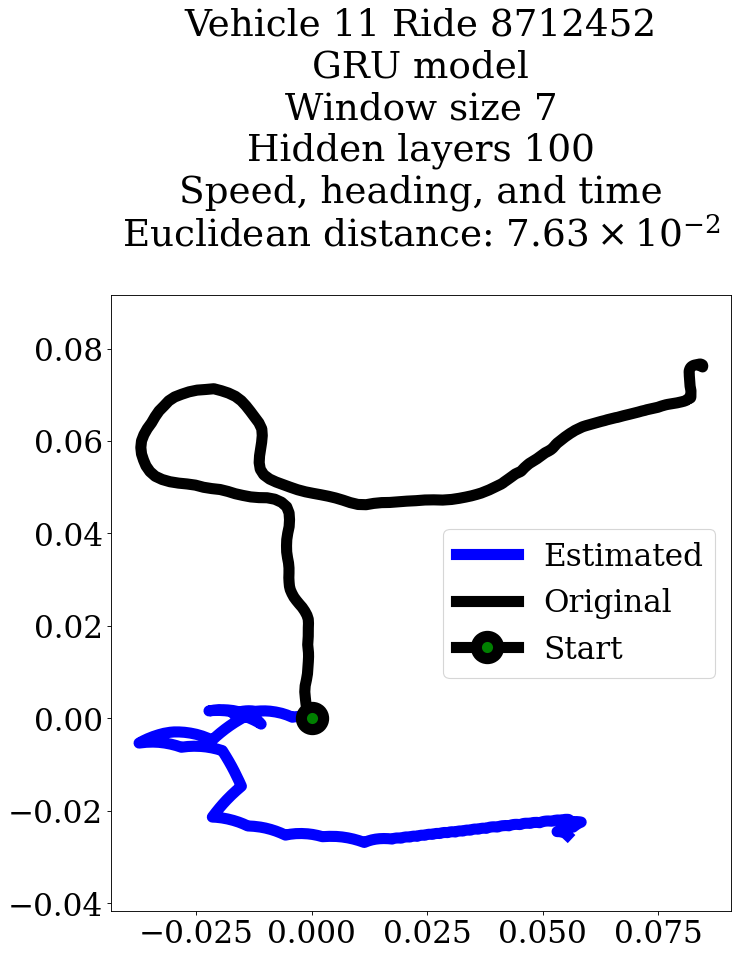 Vehicle 11 Ride 8712452
GRU model
Window size 7
Hidden layers 100
Speed, heading, and time
Euclidean distance: 7.63 × 10⁻²
0.08
0.06
0.04
0.02
0.00
−0.02
−0.04
Estimated
Original
Start
−0.025 0.000 0.025 0.050 0.075